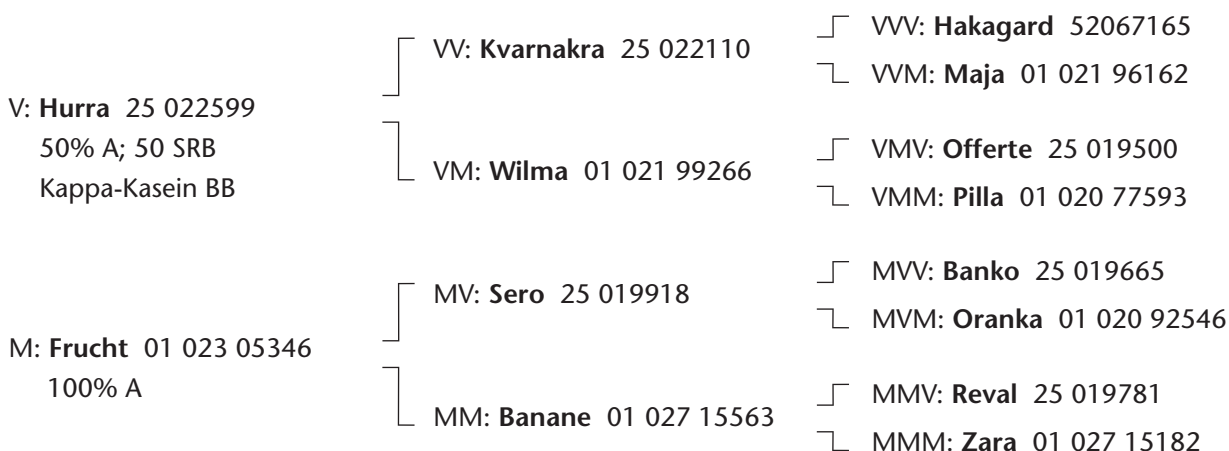 V: Hurra 25 022599
50% A; 50 SRB
Kappa-Kasein BB
M: Frucht 01 023 05346
100% A
VV: Kvarnakra 25 022110
VM: Wilma 01 021 99266
MV: Sero 25 019918
MM: Banane 01 027 15563
VVV: Hakagard 52067165
VVM: Maja 01 021 96162
VMV: Offerte 25 019500
VMM: Pilla 01 020 77593
MVV: Banko 25 019665
MVM: Oranka 01 020 92546
MMV: Reval 25 019781
MMM: Zara 01 027 15182